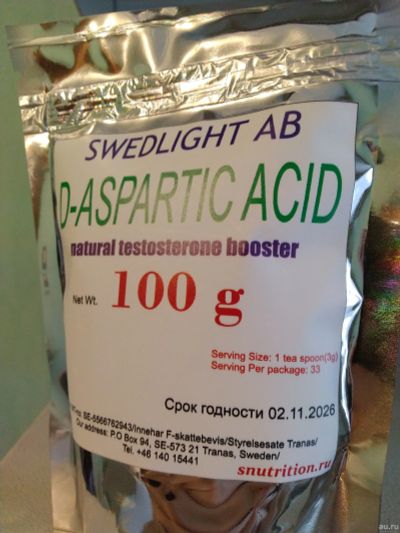 SWEDLIGHT AB
D-ASPARTIC ACID
natural testosterone booster
Net Wt. 100 g
Serving Size: 1 tea spoon(3g)
Serving Per package: 33
Срок годности 02.11.2026
SE-5566762943/Innehar F-skattebevis/Styrelsesate Tranas/
Our address: P.O Box 94, SE-573 21 Tranas, Sweden/
Tel. +46 140 15441
snutrition.ru
au.ru